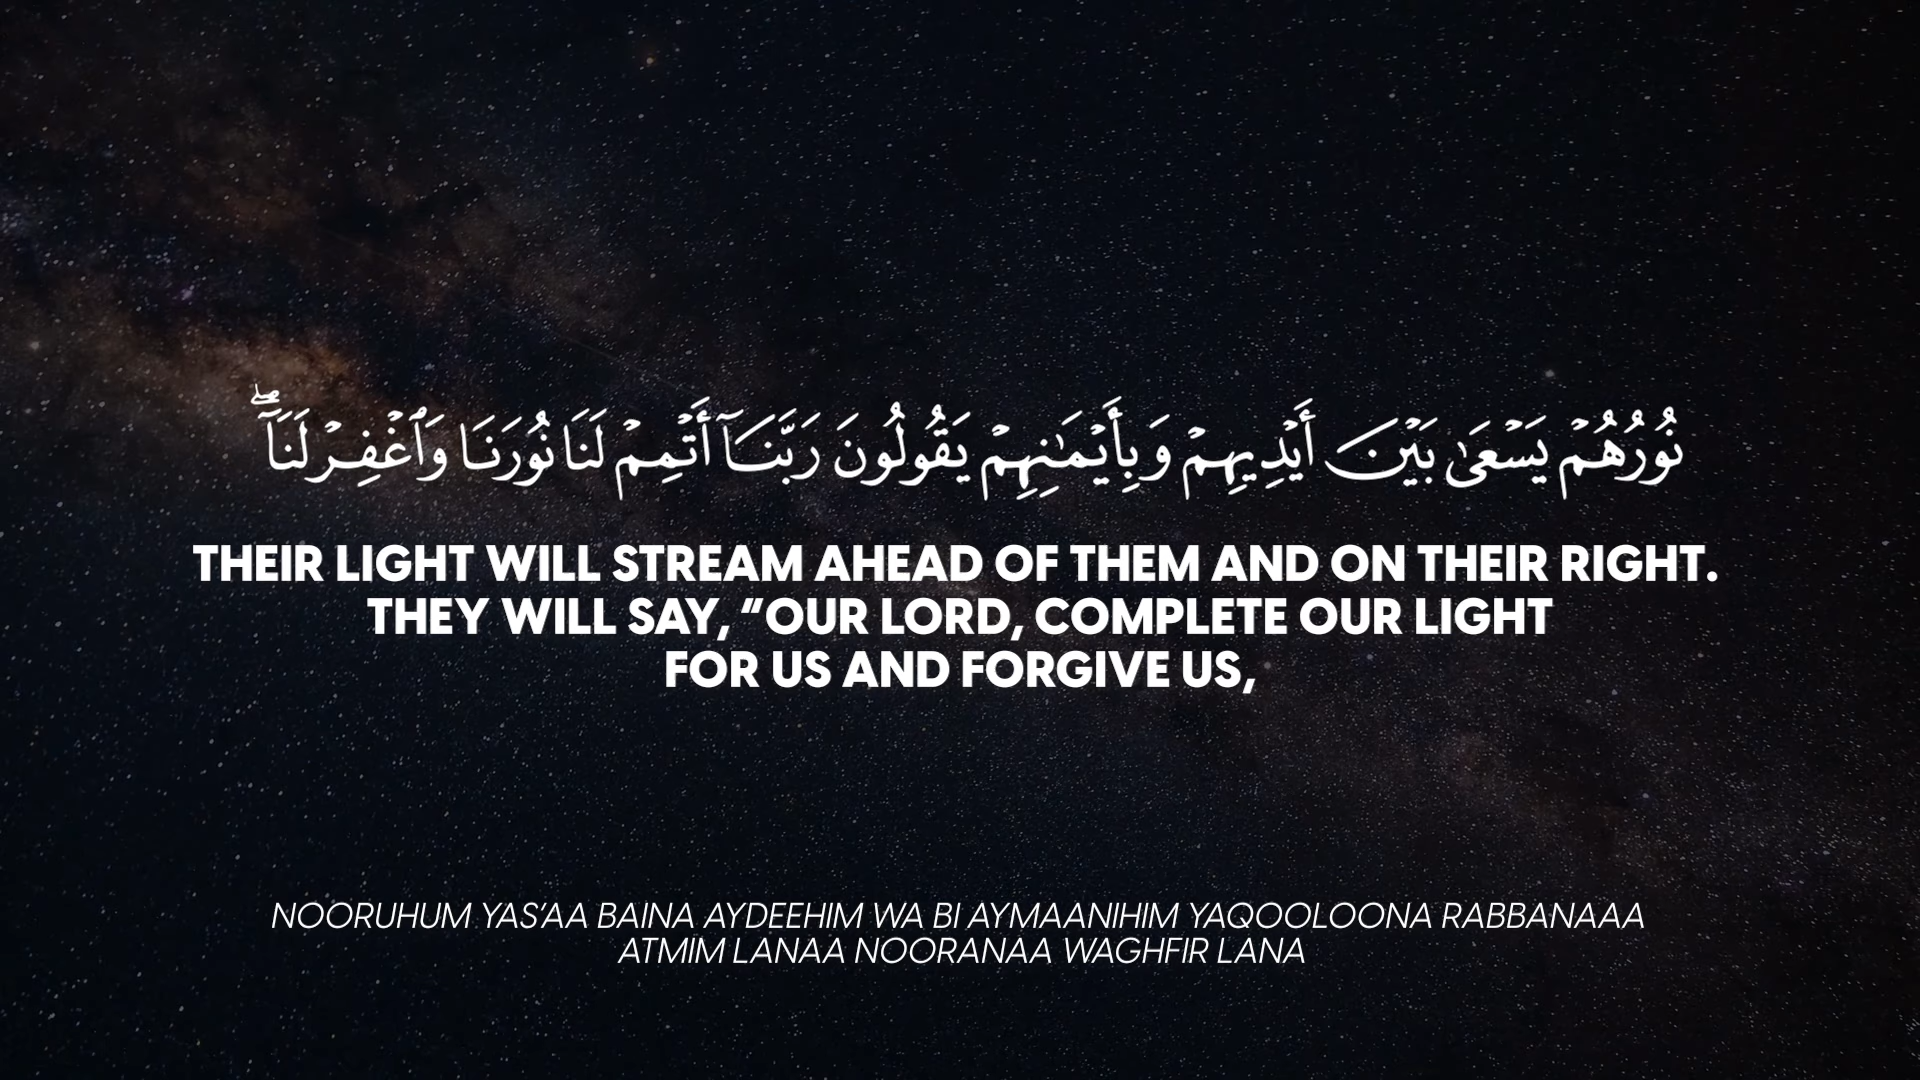 نُورُهُمْ يَسْعَىٰ بَيْنَ أَيْدِيهِمْ وَبِأَيْمَـٰنِهِمْ يَقُولُونَ رَبَّنَآ أَتْمِمْ لَنَا نُورَنَا وَٱغْفِرْ لَنَآ ۖ
THEIR LIGHT WILL STREAM AHEAD OF THEM AND ON THEIR RIGHT.
THEY WILL SAY, “OUR LORD, COMPLETE OUR LIGHT
FOR US AND FORGIVE US,
NOORUHUM YAS’AA BAINA AYDEEHIM WA BI AYMAANIHIM YAQOOLOONA RABBANAAA
ATMIM LANAA NOORANAA WAGHFIR LANA